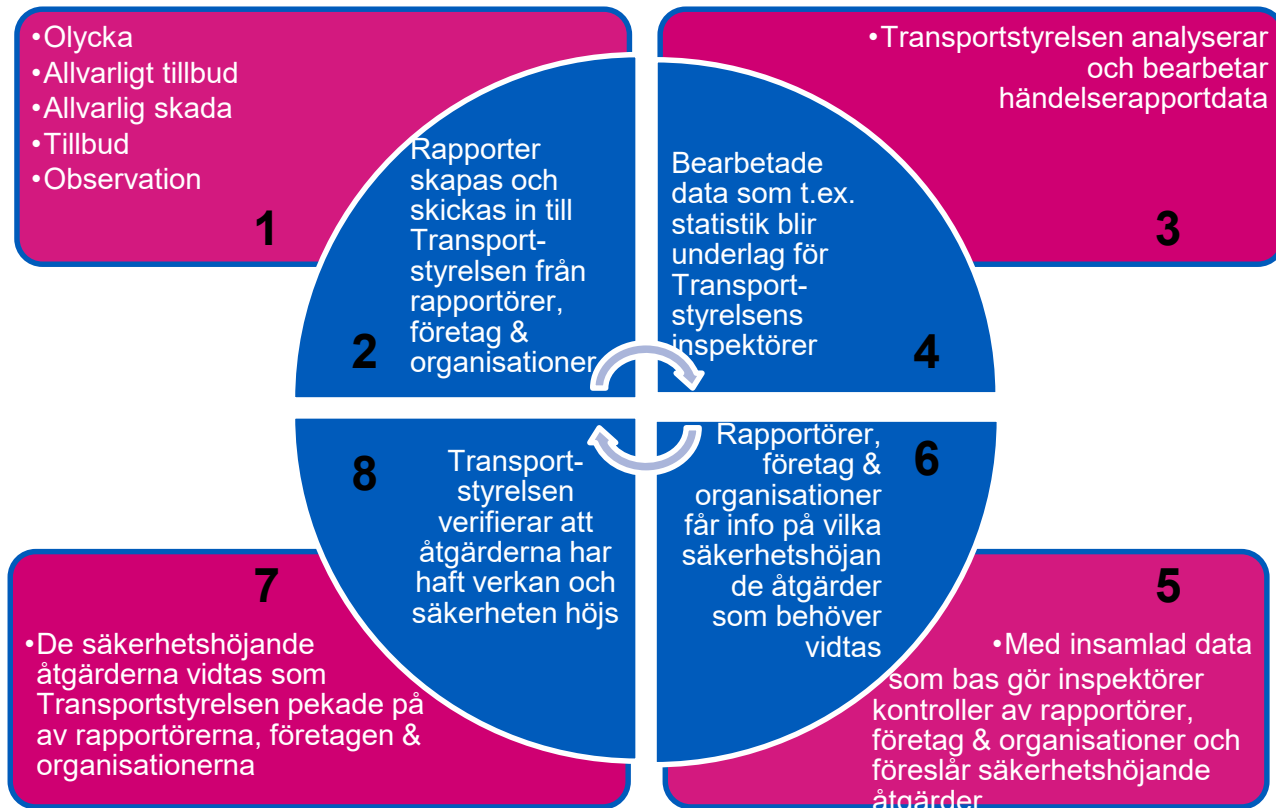 •Olycka
•Allvarligt tillbud
•Allvarlig skada
•Tillbud
•Observation
1
Rapporter
skapas och
skickas in till
Transport-
styrelsen från
rapportörer,
företag &
organisationer
2
•Transportstyrelsen analyserar
och bearbetar
händelserapportdata
3
Bearbetade
data som t.ex.
statistik blir
underlag för
Transport-
styrelsens
inspektörer
4
5
•Med insamlad data
som bas gör inspektörer
kontroller av rapportörer,
företag & organisationer och
föreslår säkerhetshöjande
åtgärder
Rapportörer,
företag &
organisationer
får info på vilka
säkerhetshöjan
de åtgärder
som behöver
vidtas
6
7
•De säkerhetshöjande
åtgärderna vidtas som
Transportstyrelsen pekade på
av rapportörerna, företagen &
organisationerna
8
Transport-
styrelsen
verifierar att
åtgärderna har
haft verkan och
säkerheten höjs